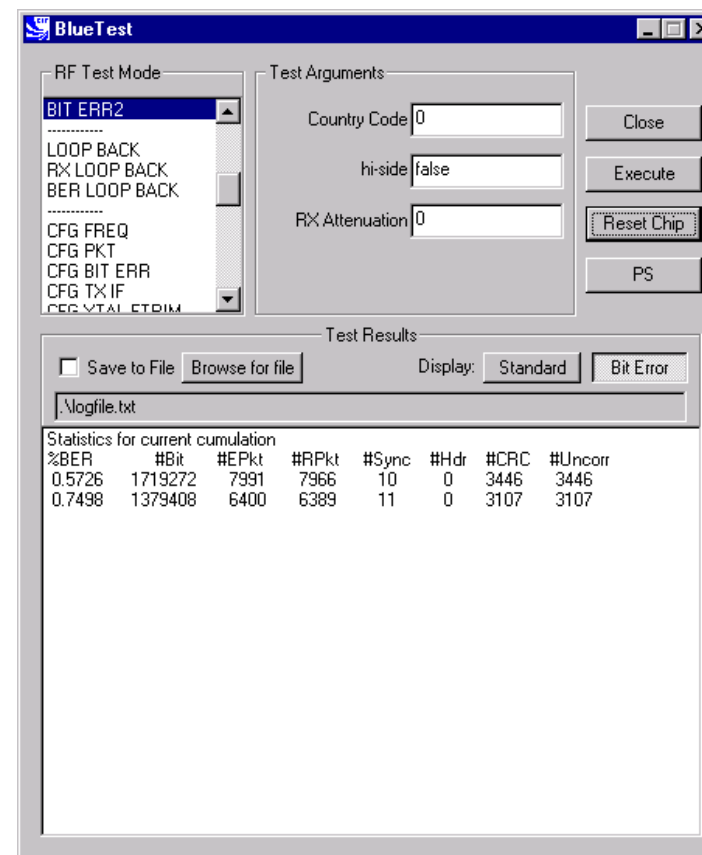 BlueTest
RF Test Mode
BIT ERR2
------------
LOOP BACK
RX LOOP BACK
BER LOOP BACK
------------
CFG FREQ
CFG PKT
CFG BIT ERR
CFG TX IF
CFG XTAL FTRIM
Test Arguments
Country Code 0
hi-side false
RX Attenuation 0
Close
Execute
Reset Chip
PS
Test Results
Save to File Browse for file Display: Standard Bit Error
.\logfile.txt
Statistics for current cumulation
%BER #Bit #EPkt #RPkt #Sync #Hdr #CRC #Uncorr
0.5726 1719272 7991 7966 10 0 3446 3446
0.7498 1379408 6400 6389 11 0 3107 3107